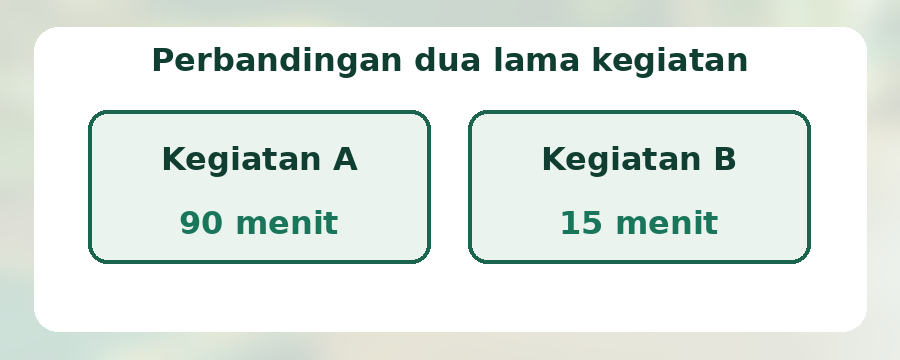 Perbandingan dua lama kegiatan
Kegiatan A
90 menit
Kegiatan B
15 menit